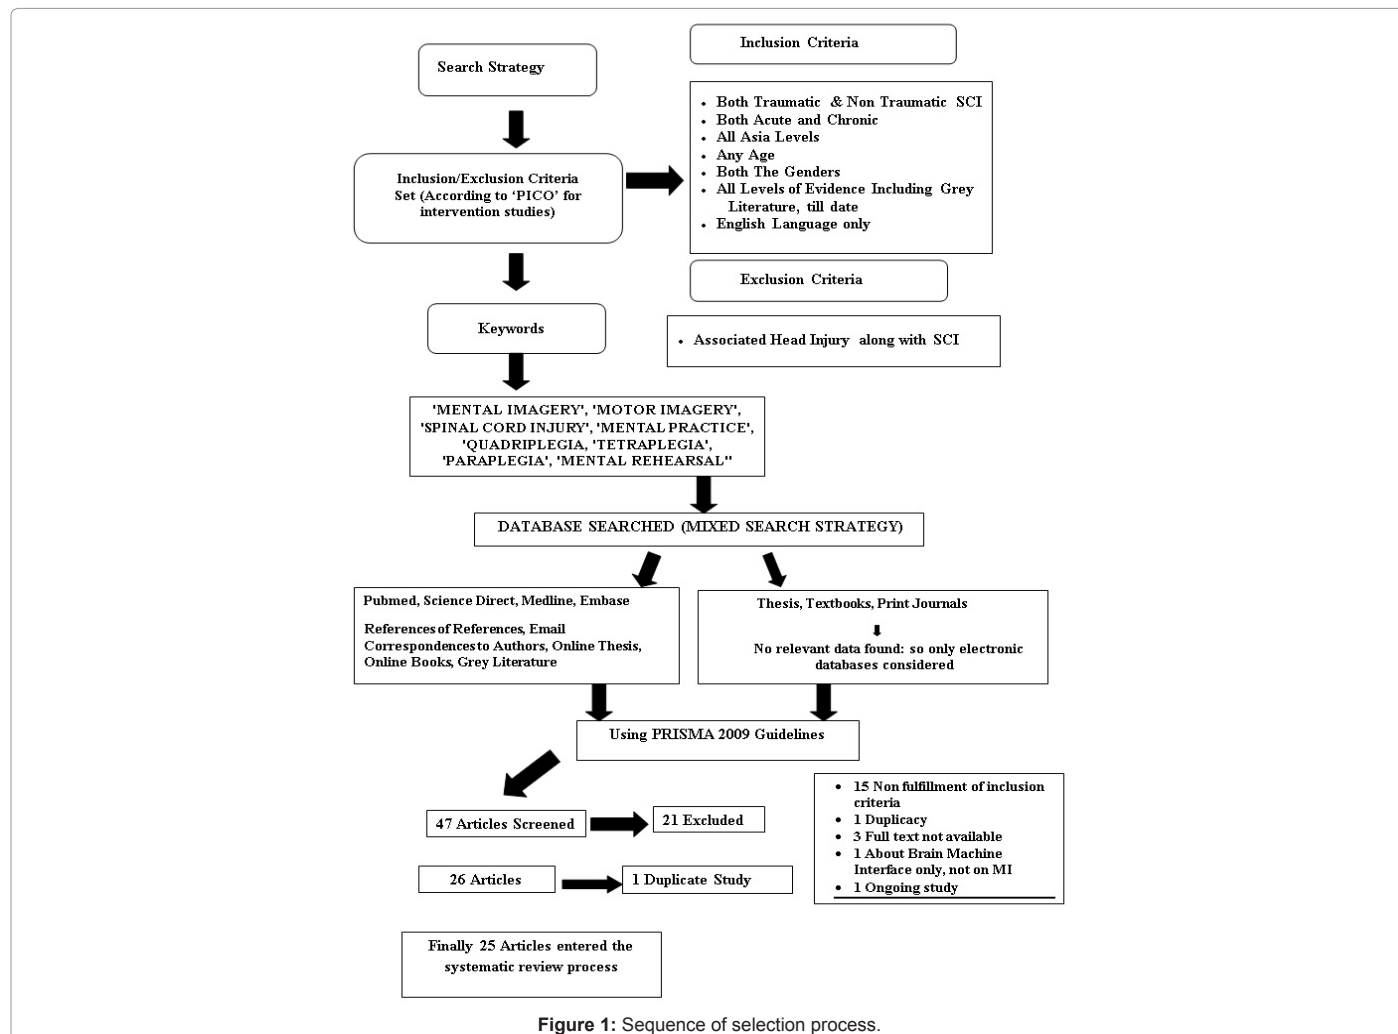 Search Strategy
Inclusion/Exclusion Criteria
Set (According to ‘PICO’ for
intervention studies)
Inclusion Criteria
• Both Traumatic & Non Traumatic SCI
• Both Acute and Chronic
• All Asia Levels
• Any Age
• Both The Genders
• All Levels of Evidence Including Grey
Literature, till date
• English Language only
Exclusion Criteria
• Associated Head Injury along with SCI
Keywords
'MENTAL IMAGERY', 'MOTOR IMAGERY',
'SPINAL CORD INJURY', 'MENTAL PRACTICE',
'QUADRIPLEGIA, 'TETRAPLEGIA',
'PARAPLEGIA', 'MENTAL REHEARSAL"
DATABASE SEARCHED (MIXED SEARCH STRATEGY)
Pubmed, Science Direct, Medline, Embase
References of References, Email
Correspondences to Authors, Online Thesis,
Online Books, Grey Literature
Thesis, Textbooks, Print Journals
No relevant data found: so only electronic
databases considered
Using PRISMA 2009 Guidelines
47 Articles Screened
21 Excluded
• 15 Non fulfillment of inclusion
criteria
• 1 Duplicacy
• 3 Full text not available
• 1 About Brain Machine
Interface only, not on MI
• 1 Ongoing study
26 Articles
1 Duplicate Study
Finally 25 Articles entered the
systematic review process
Figure 1: Sequence of selection process.